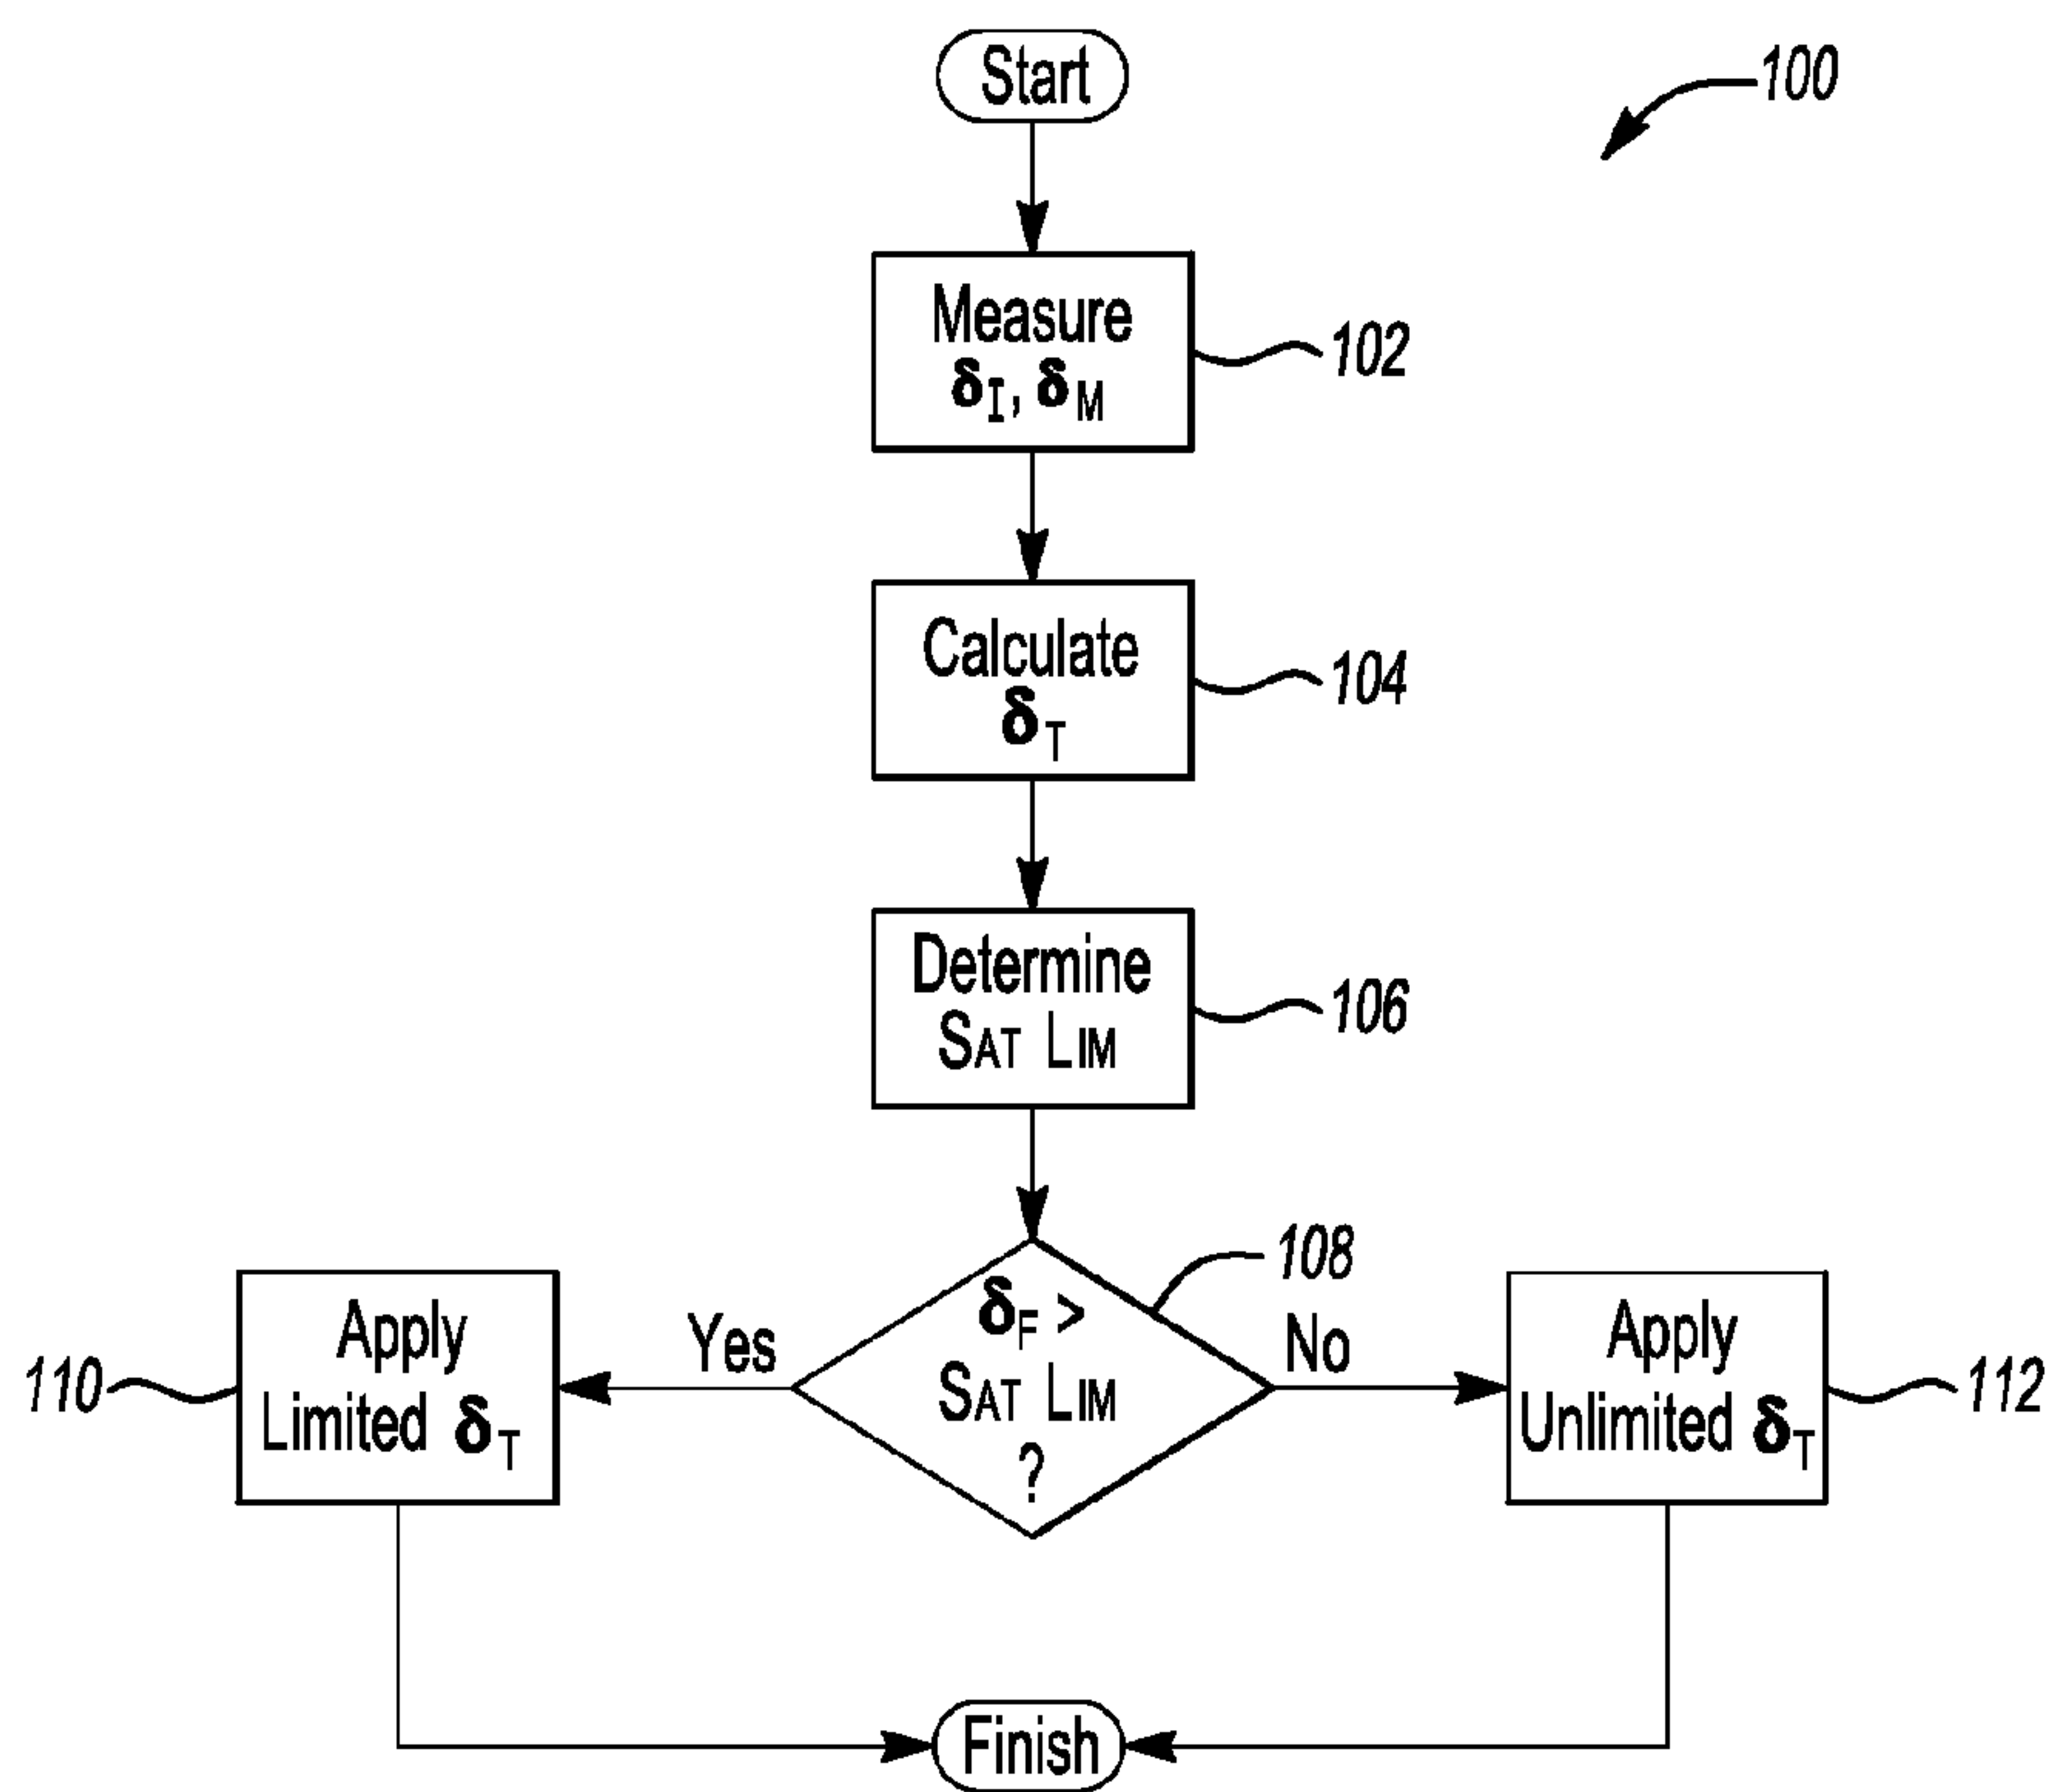 Start
100
Measure
δI, δM
102
Calculate
δT
104
Determine
SAT LIM
106
108
δF >
SAT LIM
?
Yes
No
Apply
Limited δT
110
Apply
Unlimited δT
112
Finish